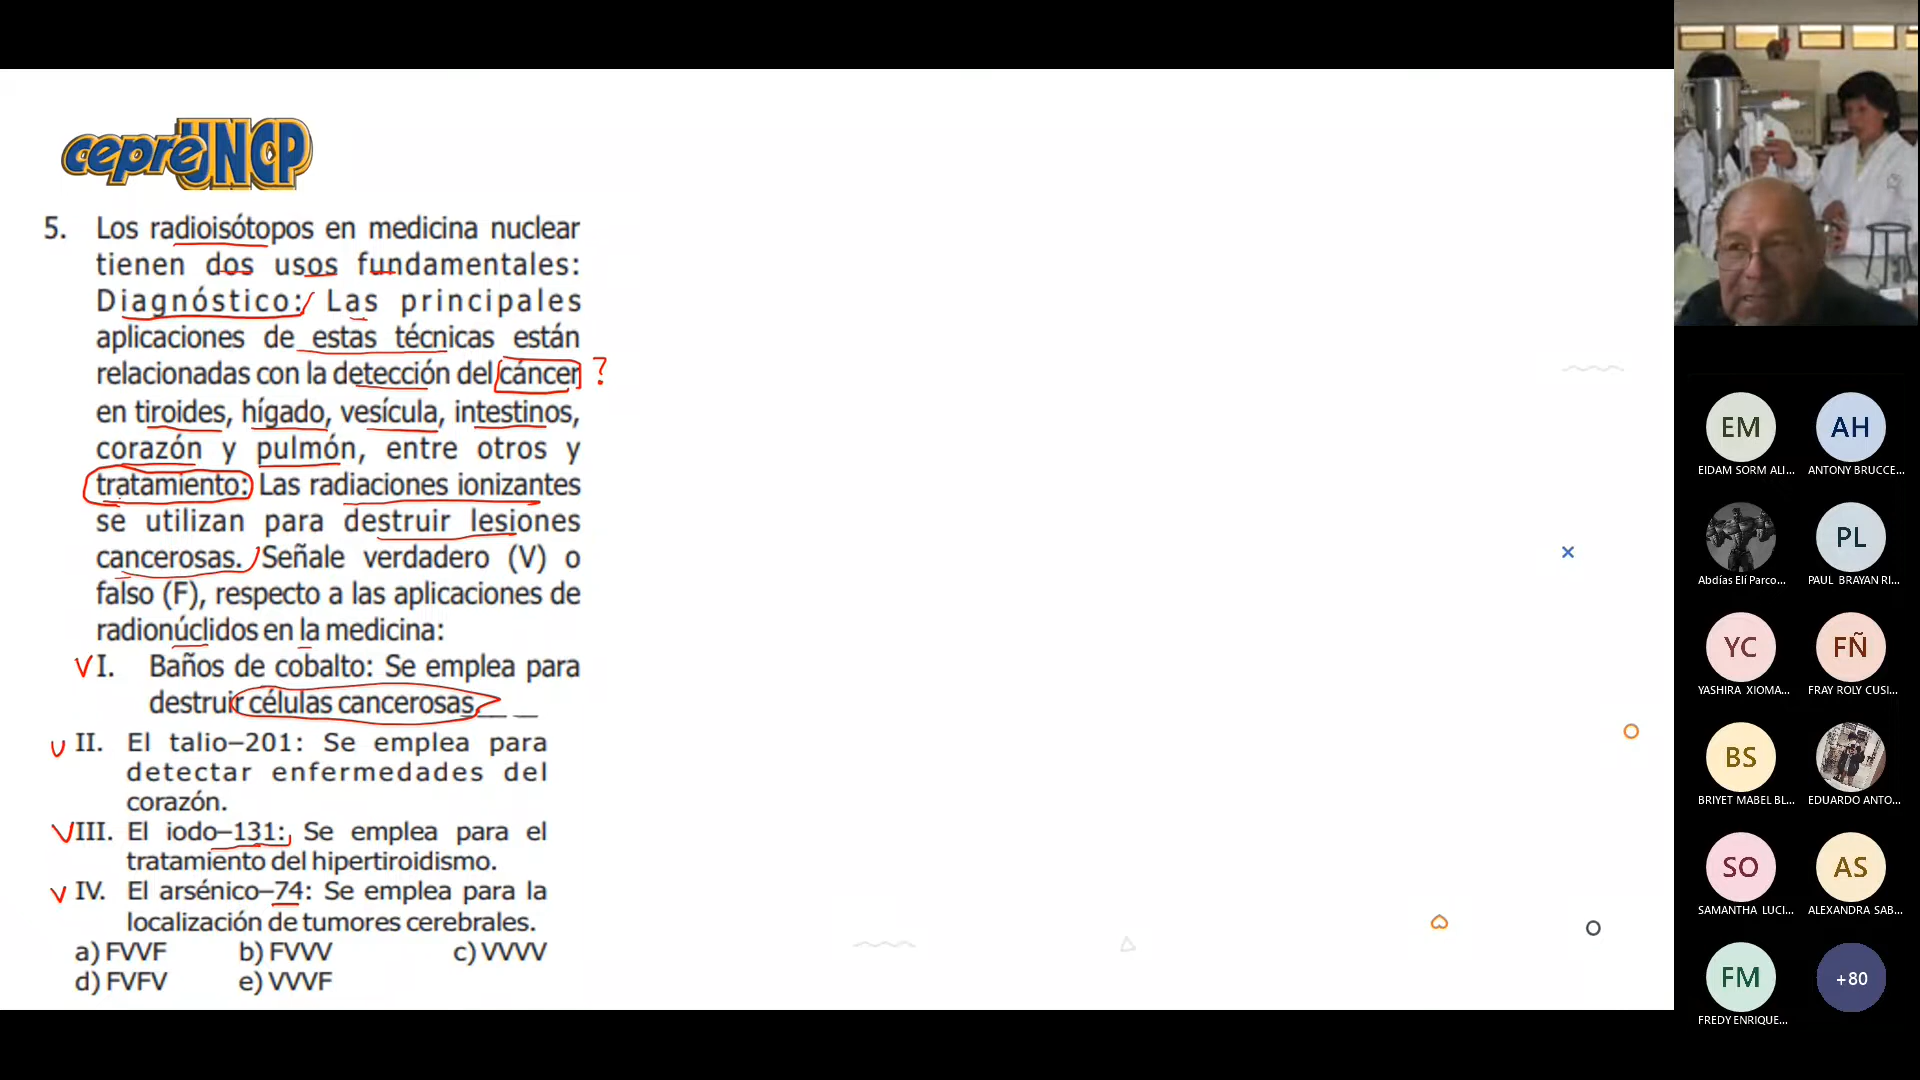 cepreUNCP
5. Los radioisótopos en medicina nuclear
tienen dos usos fundamentales:
Diagnóstico: Las principales
aplicaciones de estas técnicas están
relacionadas con la detección del cáncer ?
en tiroides, hígado, vesícula, intestinos,
corazón y pulmón, entre otros y
tratamiento: Las radiaciones ionizantes
se utilizan para destruir lesiones
cancerosas. Señale verdadero (V) o
falso (F), respecto a las aplicaciones de
radionúclidos en la medicina:
V I. Baños de cobalto: Se emplea para
destruir células cancerosas
V II. El talio–201: Se emplea para
detectar enfermedades del
corazón.
V III. El iodo–131: Se emplea para el
tratamiento del hipertiroidismo.
V IV. El arsénico–74: Se emplea para la
localización de tumores cerebrales.
a) FVVF b) FVVV c) VVVV
d) FVFV e) VVVF
EM AH
EIDAM SORM ALI... ANTONY BRUCCE...
PL
Abdías Elí Parco... PAUL BRAYAN RI...
YC FÑ
YASHIRA XIOMA... FRAY ROLY CUSI...
BS
BRIYET MABEL BL... EDUARDO ANTO...
SO AS
SAMANTHA LUCI... ALEXANDRA SAB...
FM +80
FREDY ENRIQUE...